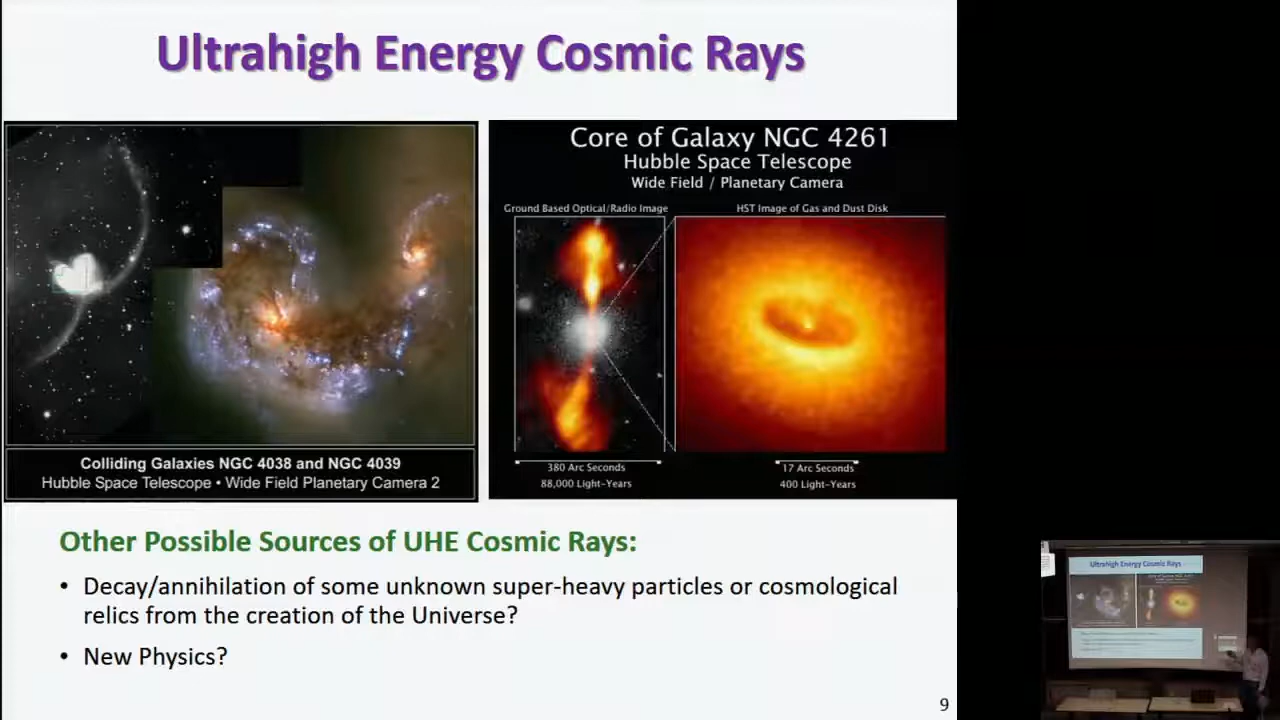 Ultrahigh Energy Cosmic Rays
Colliding Galaxies NGC 4038 and NGC 4039
Hubble Space Telescope • Wide Field Planetary Camera 2
Core of Galaxy NGC 4261
Hubble Space Telescope
Wide Field / Planetary Camera
Ground Based Optical/Radio Image
HST Image of Gas and Dust Disk
380 Arc Seconds
88,000 Light-Years
17 Arc Seconds
400 Light-Years
Other Possible Sources of UHE Cosmic Rays:
• Decay/annihilation of some unknown super-heavy particles or cosmological
relics from the creation of the Universe?
• New Physics?
9
Ultrahigh Energy Cosmic Rays